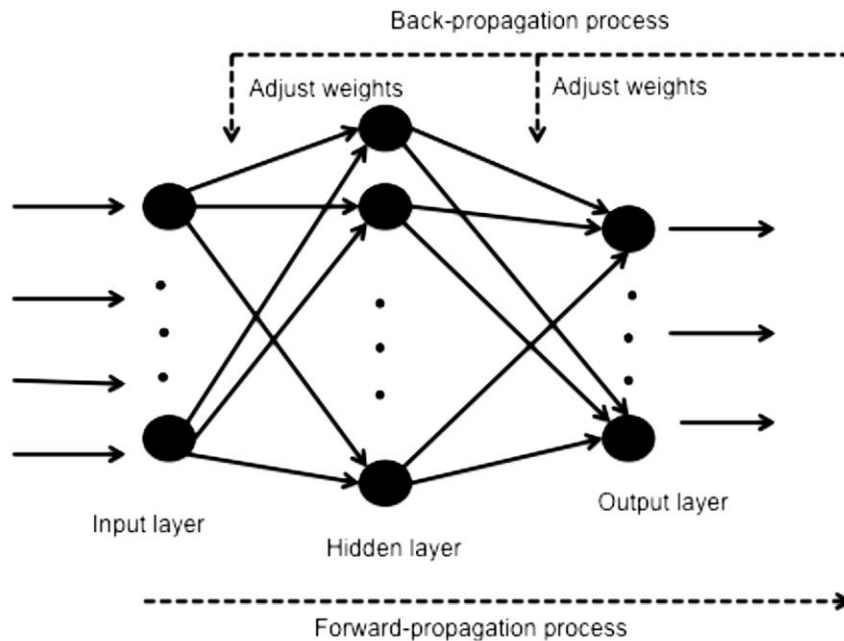 Back-propagation process
Adjust weights
Adjust weights
Input layer
Hidden layer
Output layer
Forward-propagation process